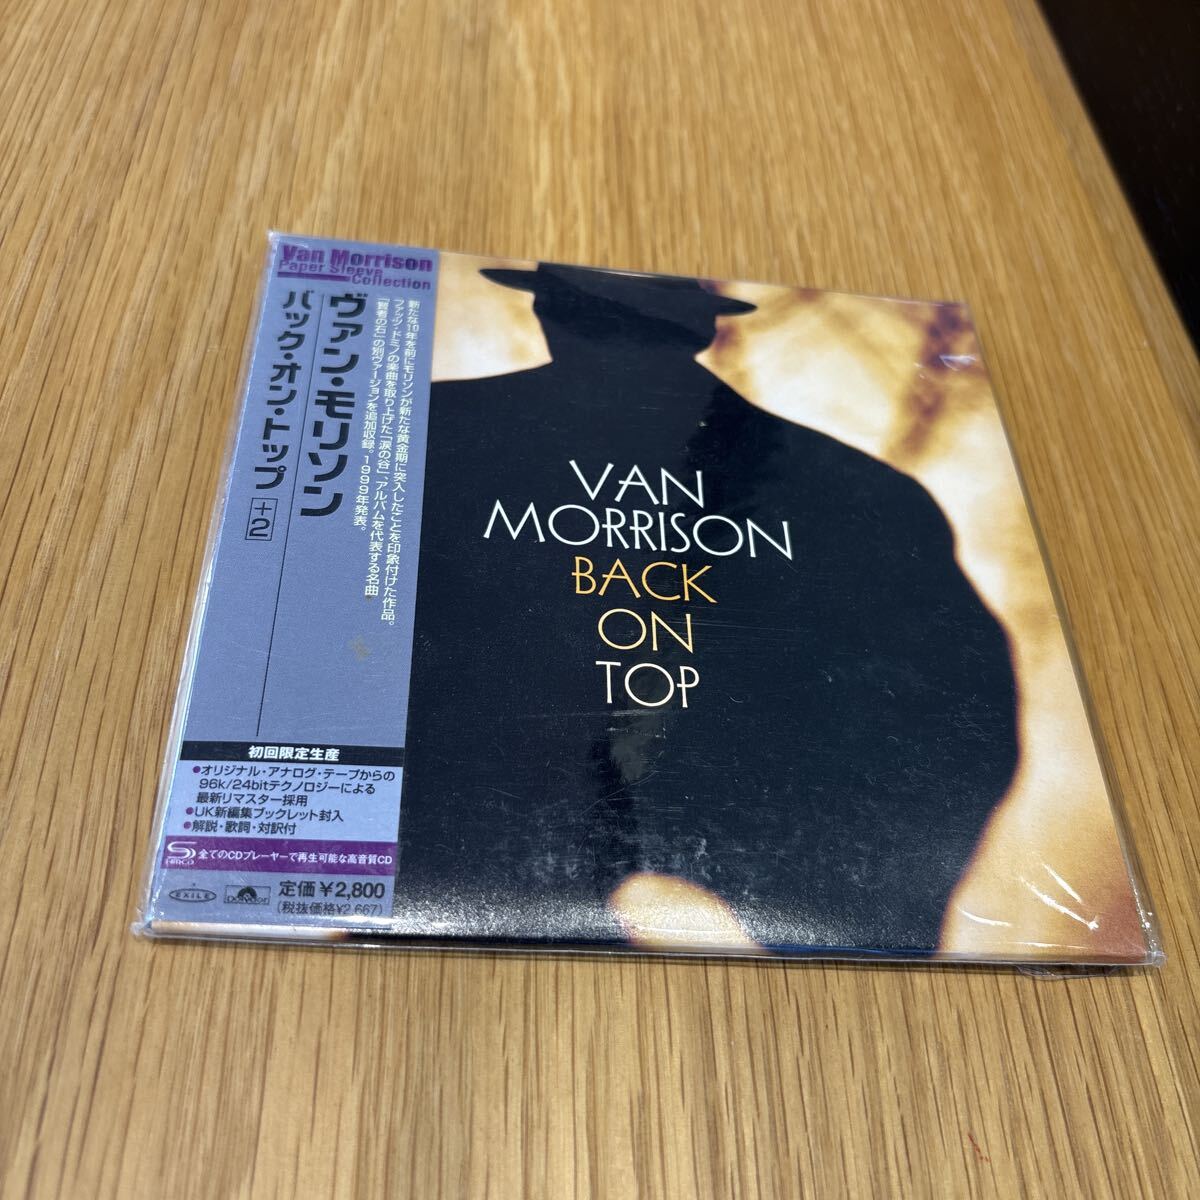 Van Morrison
Paper Sleeve
Collection
ヴァン・モリソン
バック・オン・トップ +2
新たな10年を前にモリソンが新たな黄金期に突入したことを印象付けた作品。
ファッツ・ドミノの楽曲を取り上げた「涙の谷」、アルバムを代表する名曲
「賢者の石」の別ヴァージョンを追加収録。1999年発表。
初回限定生産
●オリジナル・アナログ・テープからの
96k/24bitテクノロジーによる
最新リマスター採用
●UK新編集ブックレット封入
●解説・歌詞・対訳付
SHM-CD 全てのCDプレーヤーで再生可能な高音質CD
EXILE Polydor 定価¥2,800
(税抜価格¥2,667)
VAN
MORRISON
BACK
ON
TOP